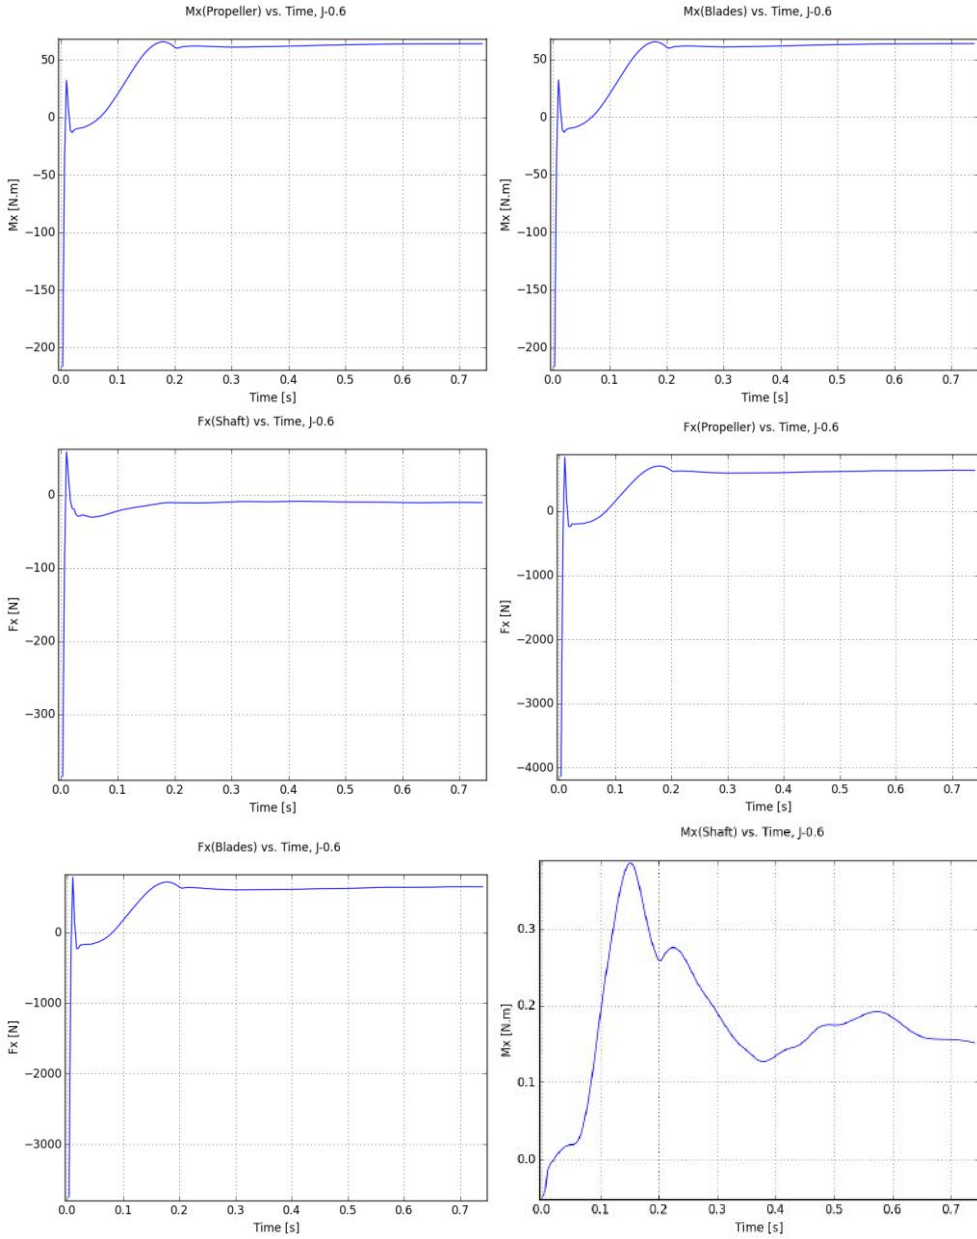 Mx(Propeller) vs. Time, J-0.6
50
0
−50
−100
−150
−200
Mx [N.m]
0.0 0.1 0.2 0.3 0.4 0.5 0.6 0.7
Time [s]
Mx(Blades) vs. Time, J-0.6
50
0
−50
−100
−150
−200
Mx [N.m]
0.0 0.1 0.2 0.3 0.4 0.5 0.6 0.7
Time [s]
Fx(Shaft) vs. Time, J-0.6
0
−100
−200
−300
Fx [N]
0.0 0.1 0.2 0.3 0.4 0.5 0.6 0.7
Time [s]
Fx(Propeller) vs. Time, J-0.6
0
−1000
−2000
−3000
−4000
Fx [N]
0.0 0.1 0.2 0.3 0.4 0.5 0.6 0.7
Time [s]
Fx(Blades) vs. Time, J-0.6
0
−1000
−2000
−3000
Fx [N]
0.0 0.1 0.2 0.3 0.4 0.5 0.6 0.7
Time [s]
Mx(Shaft) vs. Time, J-0.6
0.3
0.2
0.1
0.0
Mx [N.m]
0.0 0.1 0.2 0.3 0.4 0.5 0.6 0.7
Time [s]